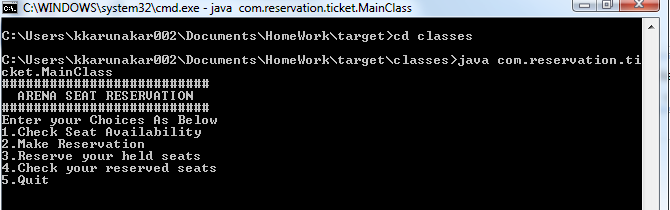 C:\WINDOWS\system32\cmd.exe - java  com.reservation.ticket.MainClass
C:\Users\kkarunakar002\Documents\HomeWork\target>cd classes
C:\Users\kkarunakar002\Documents\HomeWork\target\classes>java com.reservation.ti
cket.MainClass
##########################
  ARENA SEAT RESERVATION
##########################
Enter your Choices As Below
1.Check Seat Availability
2.Make Reservation
3.Reserve your held seats
4.Check your reserved seats
5.Quit